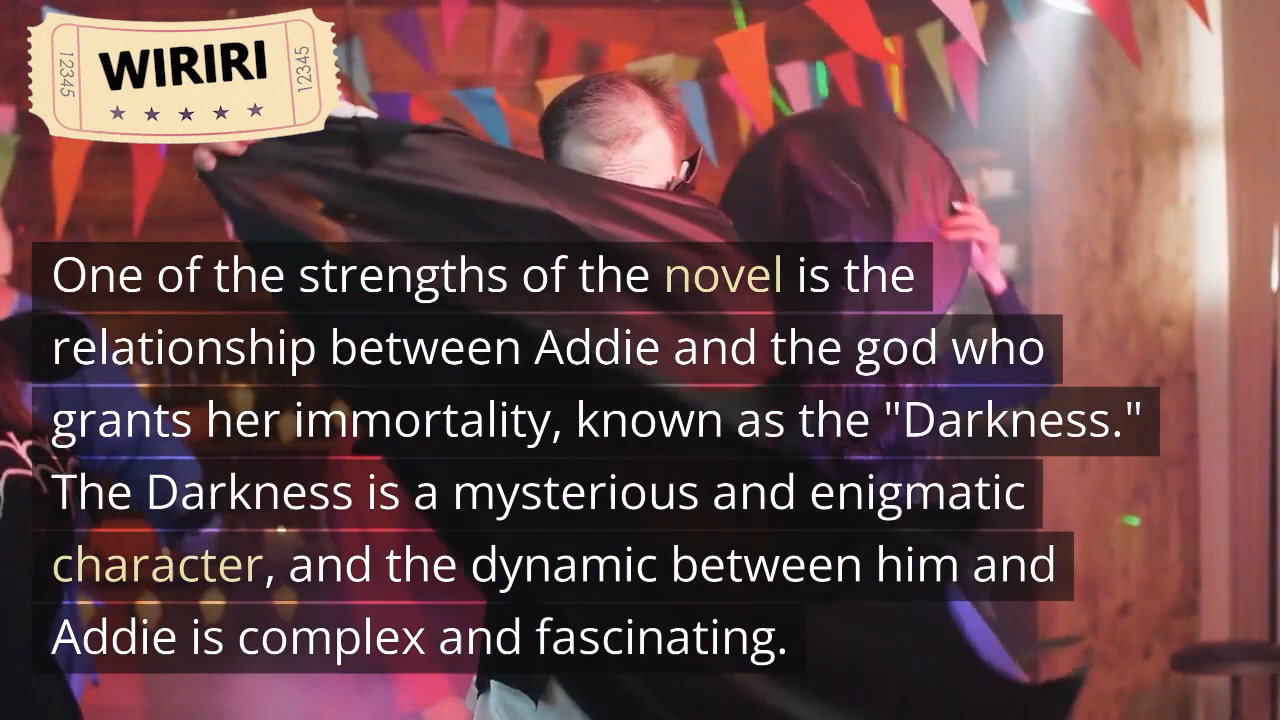 WIRIRI
12345
12345
★ ★ ★ ★ ★
One of the strengths of the novel is the
relationship between Addie and the god who
grants her immortality, known as the "Darkness."
The Darkness is a mysterious and enigmatic
character, and the dynamic between him and
Addie is complex and fascinating.